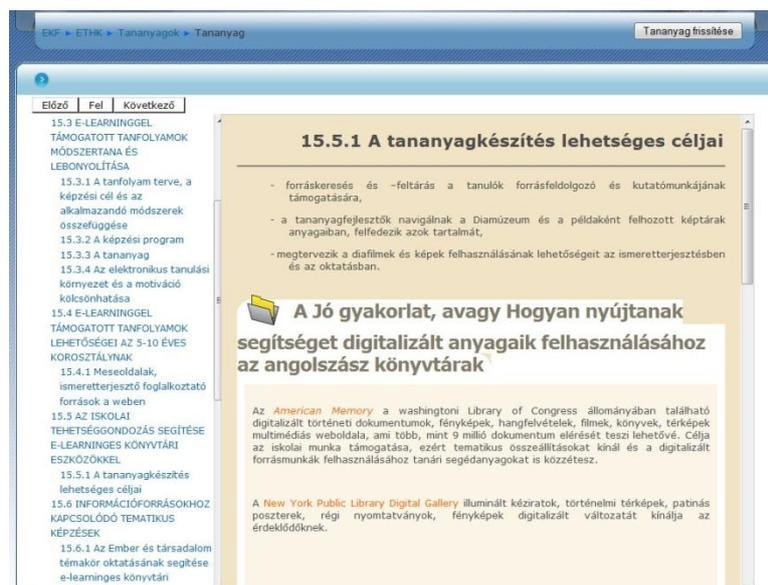 EKF ▸ ETHK ▸ Tananyagok ▸ Tananyag
Tananyag frissítése
Előző Fel Következő
15.3 E-LEARNINGGEL
TÁMOGATOTT TANFOLYAMOK
MÓDSZERTANA ÉS
LEBONYOLÍTÁSA
15.3.1 A tanfolyam terve, a
képzési cél és az
alkalmazandó módszerek
összefüggése
15.3.2 A képzési program
15.3.3 A tananyag
15.3.4 Az elektronikus tanulási
környezet és a motiváció
kölcsönhatása
15.4 E-LEARNINGGEL
TÁMOGATOTT TANFOLYAMOK
LEHETŐSÉGEI AZ 5-10 ÉVES
KOROSZTÁLYNAK
15.4.1 Meseoldalak,
ismeretterjesztő foglalkoztató
források a weben
15.5 AZ ISKOLAI
TEHETSÉGGONDOZÁS SEGÍTÉSE
E-LEARNINGES KÖNYVTÁRI
ESZKÖZÖKKEL
15.5.1 A tananyagkészítés
lehetséges céljai
15.6 INFORMÁCIÓFORRÁSOKHOZ
KAPCSOLÓDÓ TEMATIKUS
KÉPZÉSEK
15.6.1 Az Ember és társadalom
témakör oktatásának segítése
e-learninges könyvtári
15.5.1 A tananyagkészítés lehetséges céljai
- forráskeresés és –feltárás a tanulók forrásfeldolgozó és kutatómunkájának
támogatására,
- a tananyagfejlesztők navigálnak a Diamúzeum és a példaként felhozott képtárak
anyagaiban, felfedezik azok tartalmát,
- megtervezik a diafilmek és képek felhasználásának lehetőségeit az ismeretterjesztésben
és az oktatásban.
A Jó gyakorlat, avagy Hogyan nyújtanak
segítséget digitalizált anyagaik felhasználásához
az angolszász könyvtárak
Az American Memory a washingtoni Library of Congress állományában található
digitalizált történeti dokumentumok, fényképek, hangfelvételek, filmek, könyvek, térképek
multimédiás weboldala, ami több, mint 9 millió dokumentum elérését teszi lehetővé. Célja
az iskolai munka támogatása, ezért tematikus összeállításokat kínál és a digitalizált
forrásmunkák felhasználásához tanári segédanyagokat is közzétesz.
A New York Public Library Digital Gallery illuminált kéziratok, történelmi térképek, patinás
poszterek, régi nyomtatványok, fényképek digitalizált változatát kínálja az
érdeklődőknek.